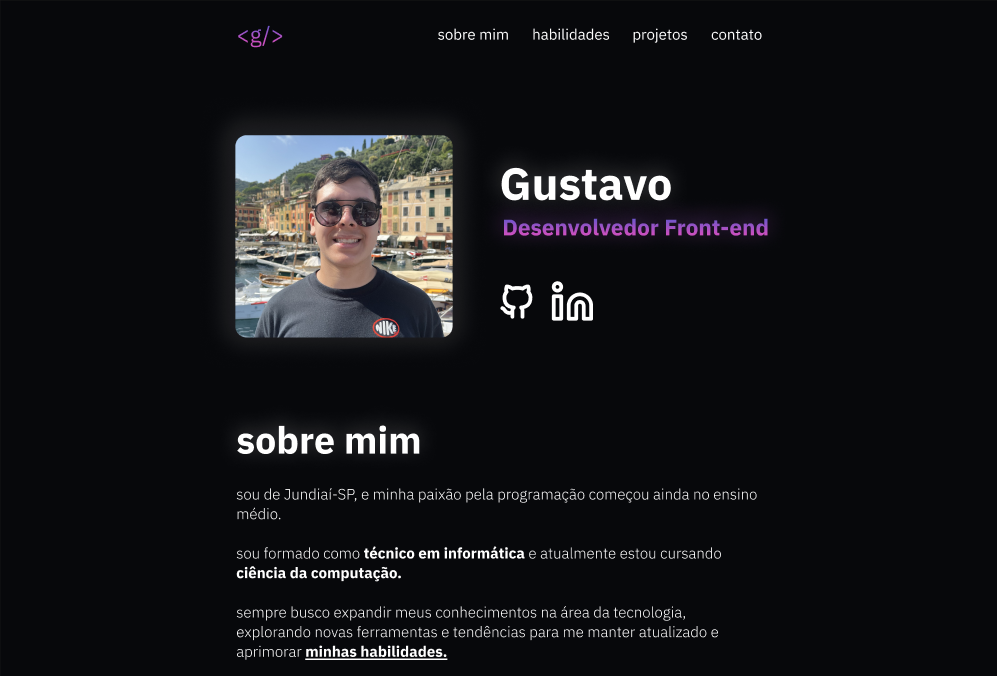 <g/>
sobre mim habilidades projetos contato
Gustavo
Desenvolvedor Front-end
NIKE
sobre mim
sou de Jundiaí-SP, e minha paixão pela programação começou ainda no ensino
médio.
sou formado como técnico em informática e atualmente estou cursando
ciência da computação.
sempre busco expandir meus conhecimentos na área da tecnologia,
explorando novas ferramentas e tendências para me manter atualizado e
aprimorar minhas habilidades.